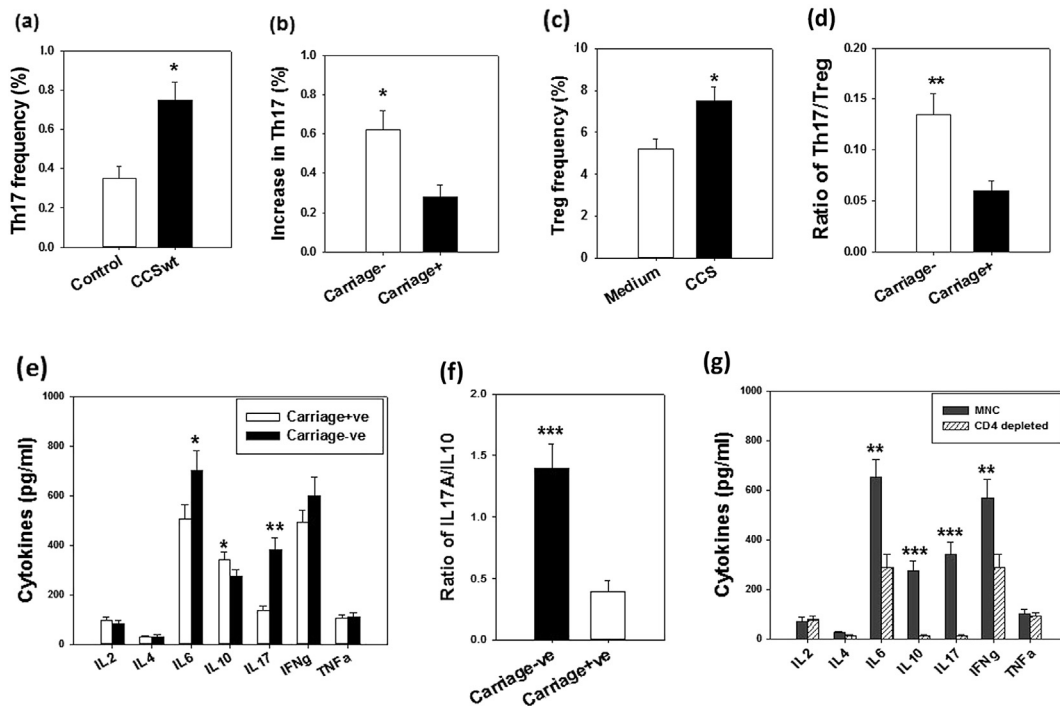 (a)
Th17 frequency (%)
1.0
0.8
0.6
0.4
0.2
0.0
*
Control
CCSwt
(b)
Increase in Th17 (%)
1.0
0.8
0.6
0.4
0.2
0.0
*
Carriage-
Carriage+
(c)
Treg frequency (%)
10
8
6
4
2
0
*
Medium
CCS
(d)
Ratio of Th17/Treg
0.20
0.15
0.10
0.05
0.00
**
Carriage-
Carriage+
(e)
Cytokines (pg/ml)
1000
800
600
400
200
0
Carriage+ve
Carriage-ve
*
*
**
IL2
IL4
IL6
IL10
IL17
IFNg
TNFa
(f)
Ratio of IL17A/IL10
2.0
1.5
1.0
0.5
0.0
***
Carriage-ve
Carriage+ve
(g)
Cytokines (pg/ml)
1000
800
600
400
200
0
MNC
CD4 depleted
**
***
***
**
IL2
IL4
IL6
IL10
IL17
IFNg
TNFa